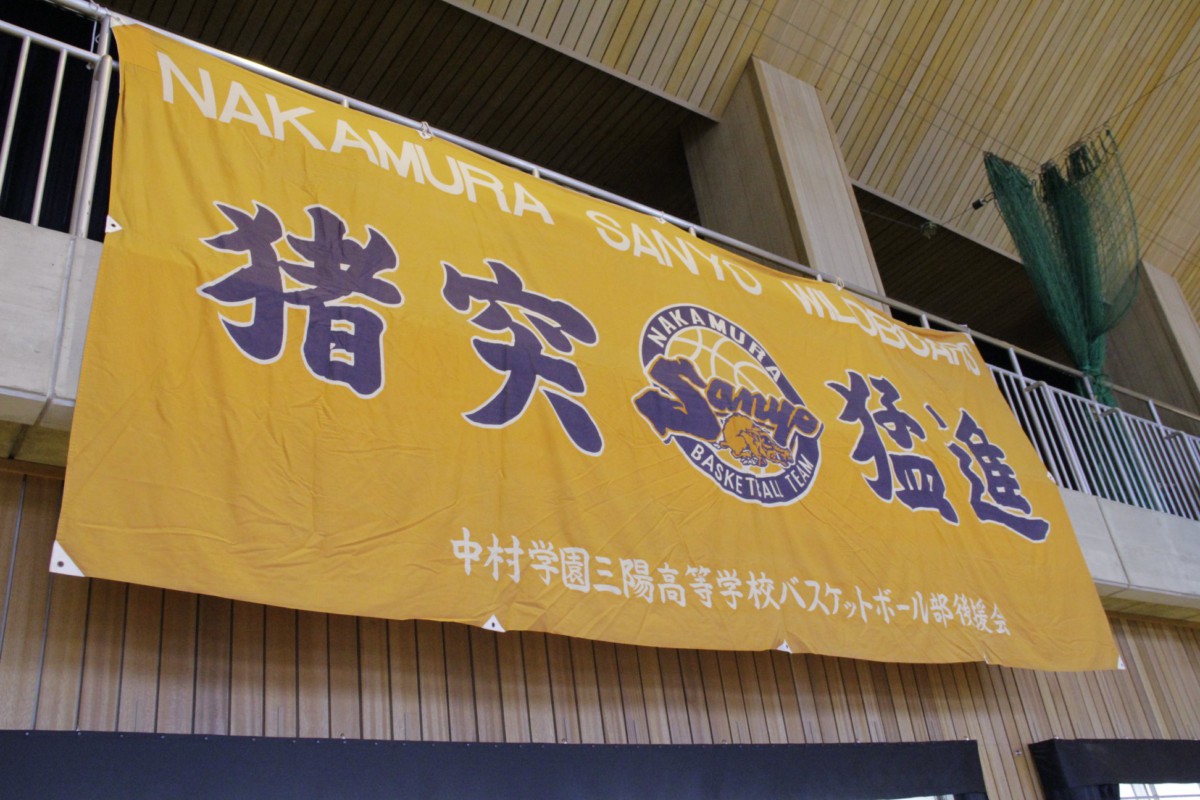 NAKAMURA SANYO WILDBOARS
猪突猛進
NAKAMURA
Sanyo
BASKETBALL TEAM
中村学園三陽高等学校バスケットボール部後援会